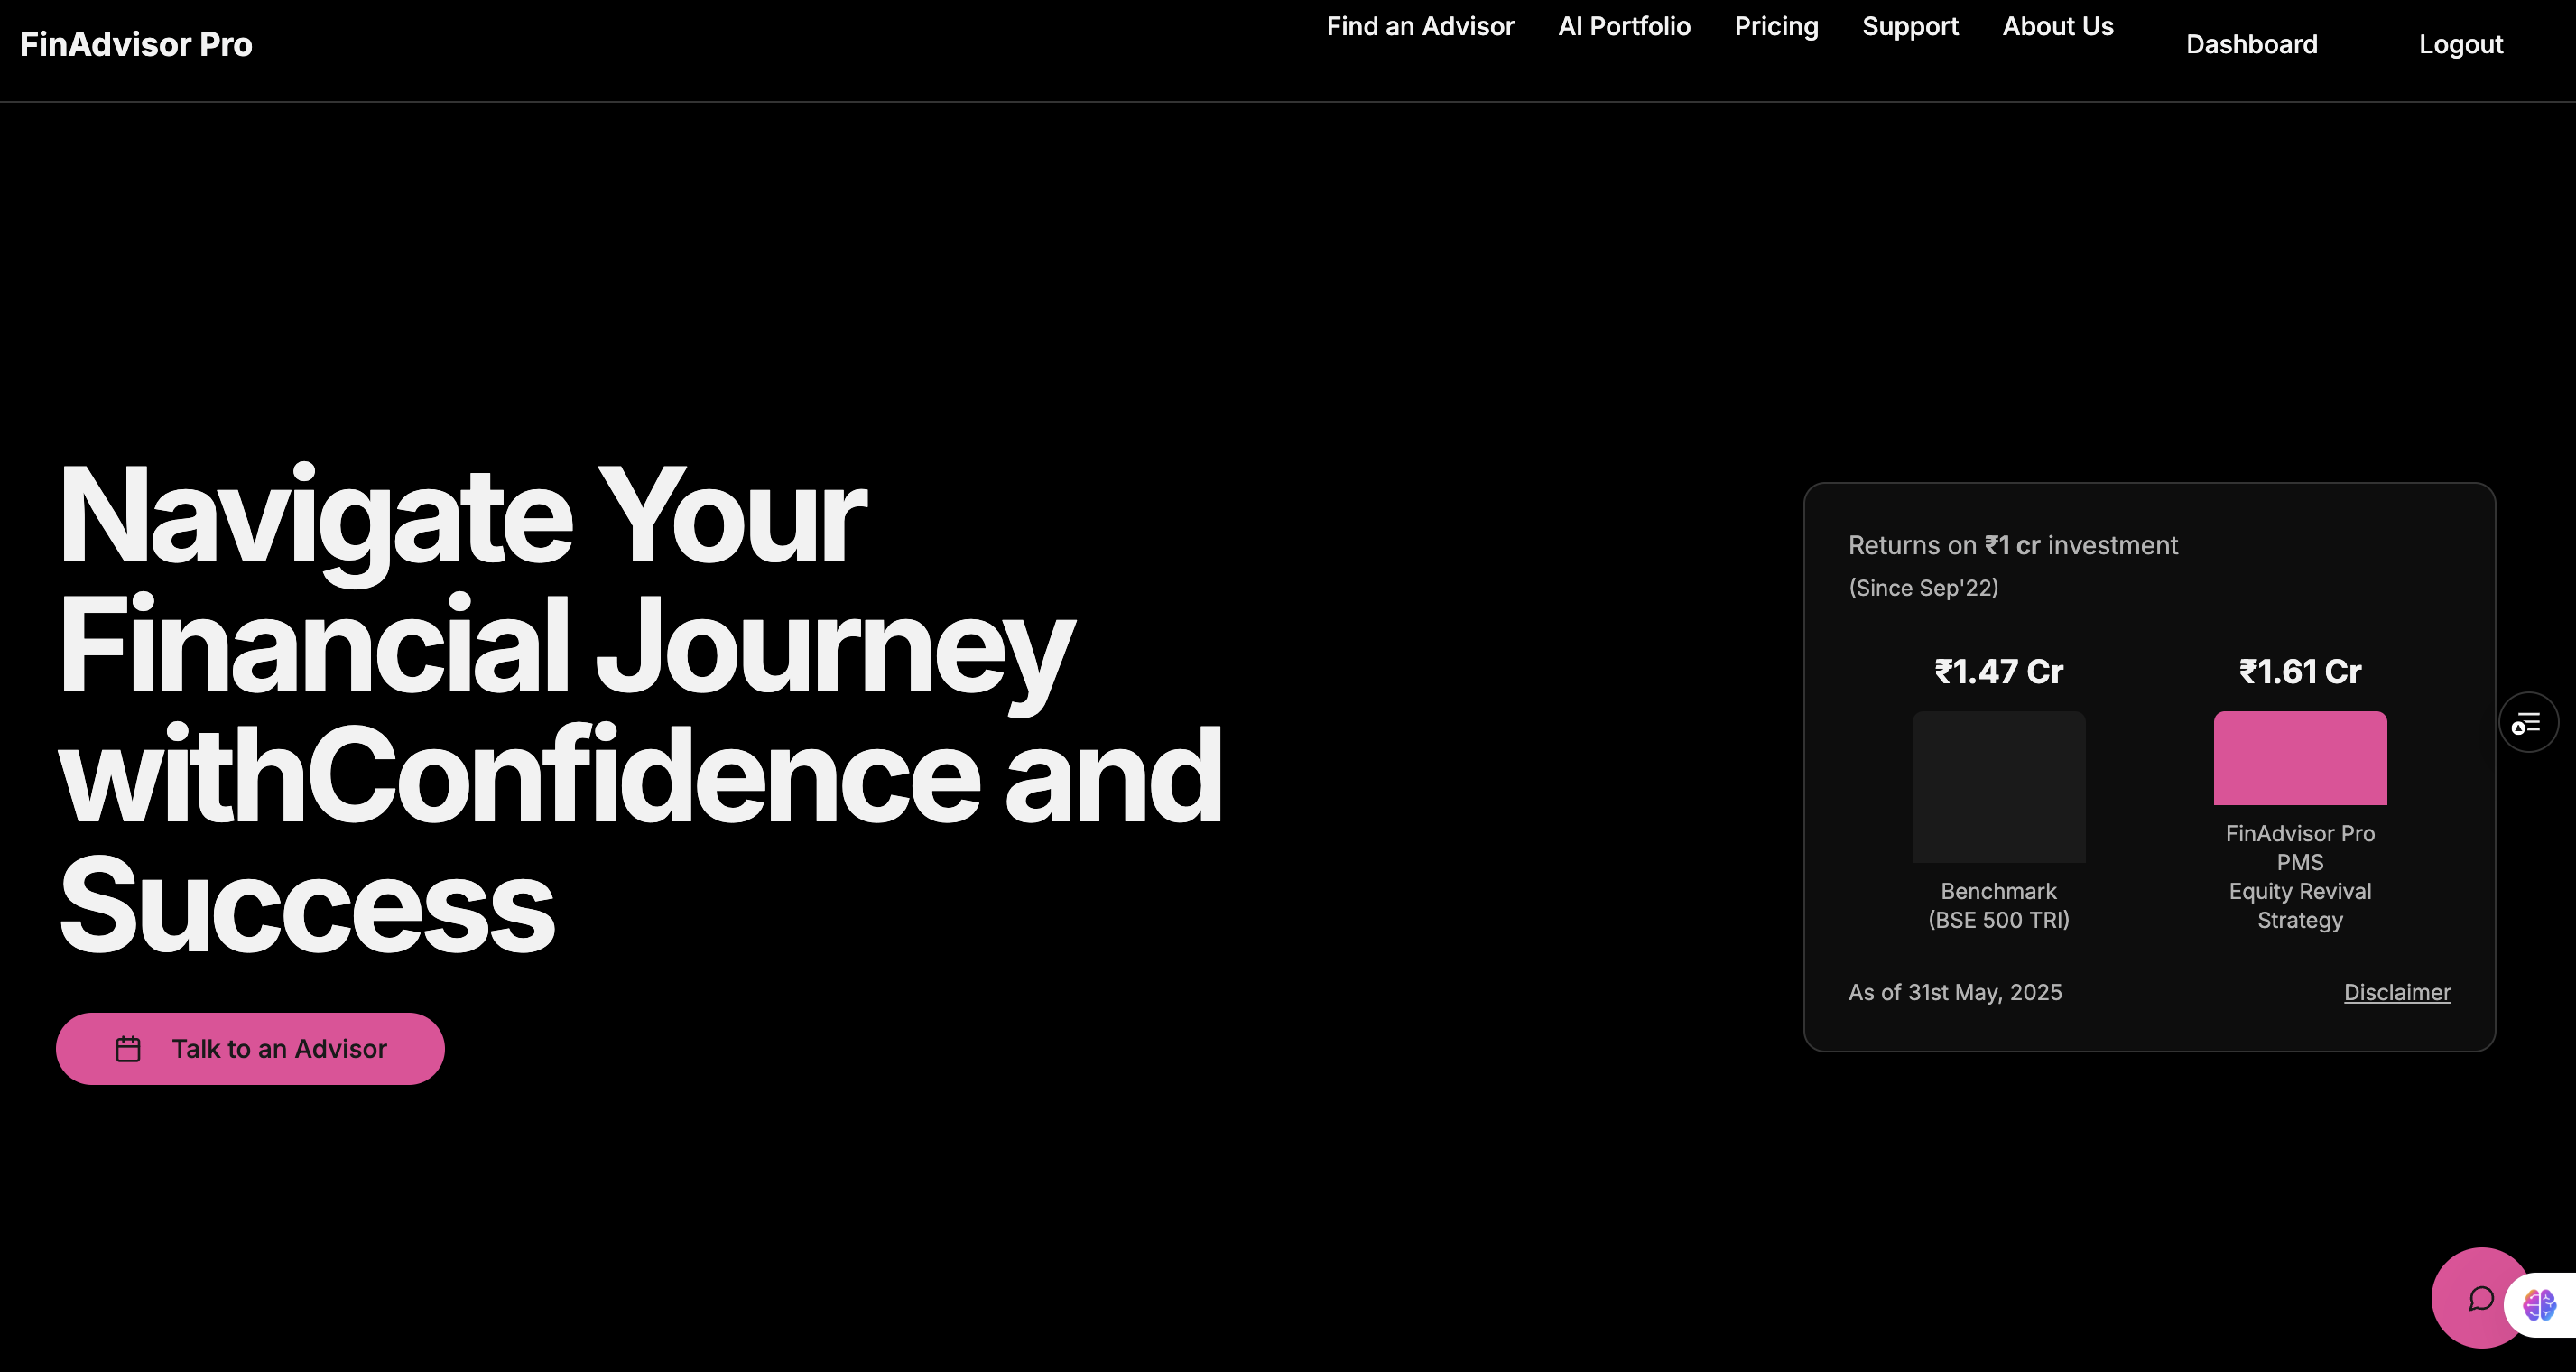 FinAdvisor Pro
Find an Advisor
AI Portfolio
Pricing
Support
About Us
Dashboard
Logout
Navigate Your
Financial Journey
withConfidence and
Success
Talk to an Advisor
Returns on ₹1 cr investment
(Since Sep'22)
₹1.47 Cr
Benchmark
(BSE 500 TRI)
₹1.61 Cr
FinAdvisor Pro
PMS
Equity Revival
Strategy
As of 31st May, 2025
Disclaimer